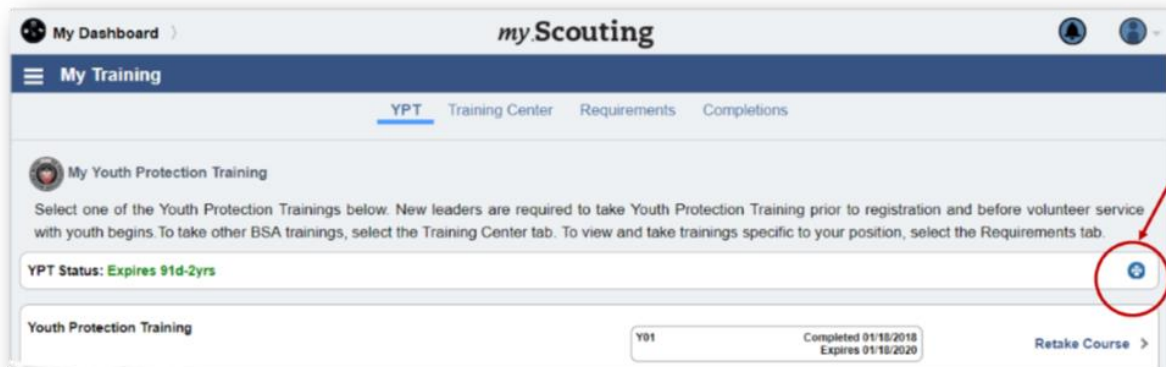 My Dashboard
my.Scouting
My Training
YPT Training Center Requirements Completions
My Youth Protection Training
Select one of the Youth Protection Trainings below. New leaders are required to take Youth Protection Training prior to registration and before volunteer service
with youth begins.To take other BSA trainings, select the Training Center tab. To view and take trainings specific to your position, select the Requirements tab.
YPT Status: Expires 91d-2yrs
Youth Protection Training
Y01 Completed 01/18/2018
Expires 01/18/2020
Retake Course